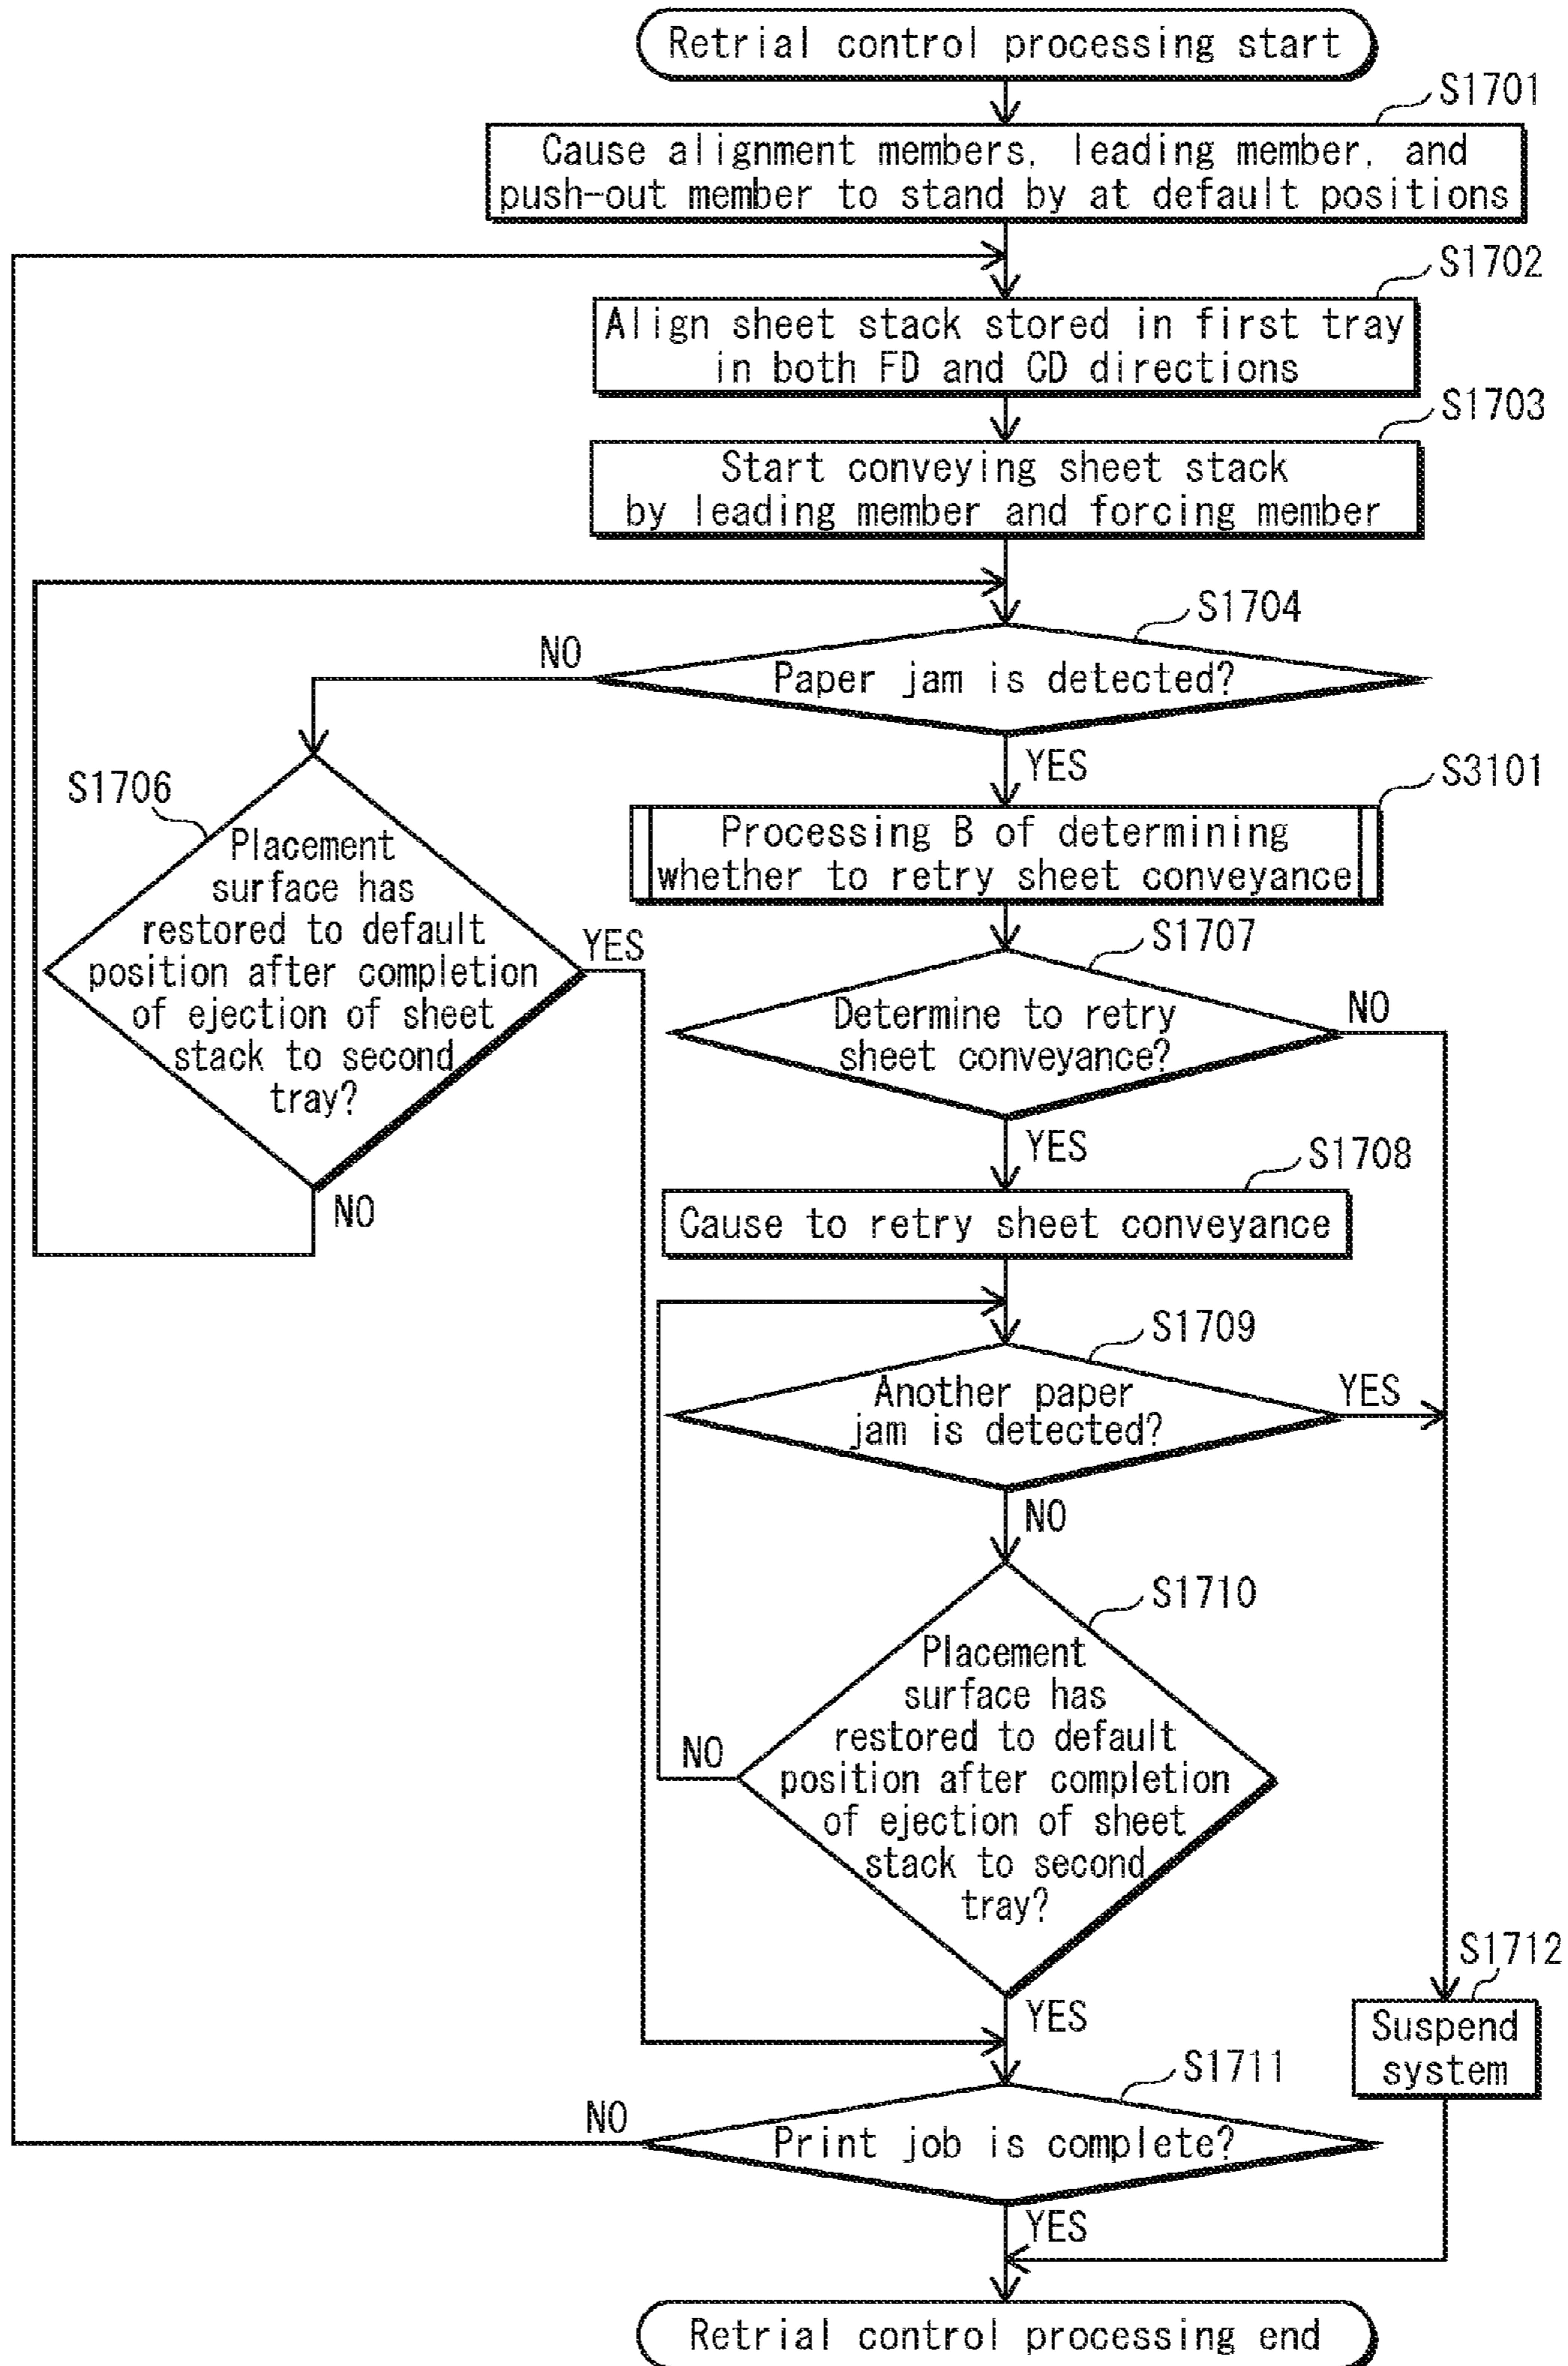 Retrial control processing start
S1701
Cause alignment members, leading member, and
push-out member to stand by at default positions
S1702
Align sheet stack stored in first tray
in both FD and CD directions
S1703
Start conveying sheet stack
by leading member and forcing member
S1704
NO
Paper jam is detected?
YES
S3101
Processing B of determining
whether to retry sheet conveyance
S1706
Placement
surface has
restored to default
position after completion
of ejection of sheet
stack to second
tray?
YES
NO
S1707
Determine to retry
sheet conveyance?
NO
YES
S1708
Cause to retry sheet conveyance
S1709
Another paper
jam is detected?
YES
NO
S1710
Placement
surface has
restored to default
position after completion
of ejection of sheet
stack to second
tray?
NO
YES
S1712
Suspend
system
S1711
Print job is complete?
NO
YES
Retrial control processing end